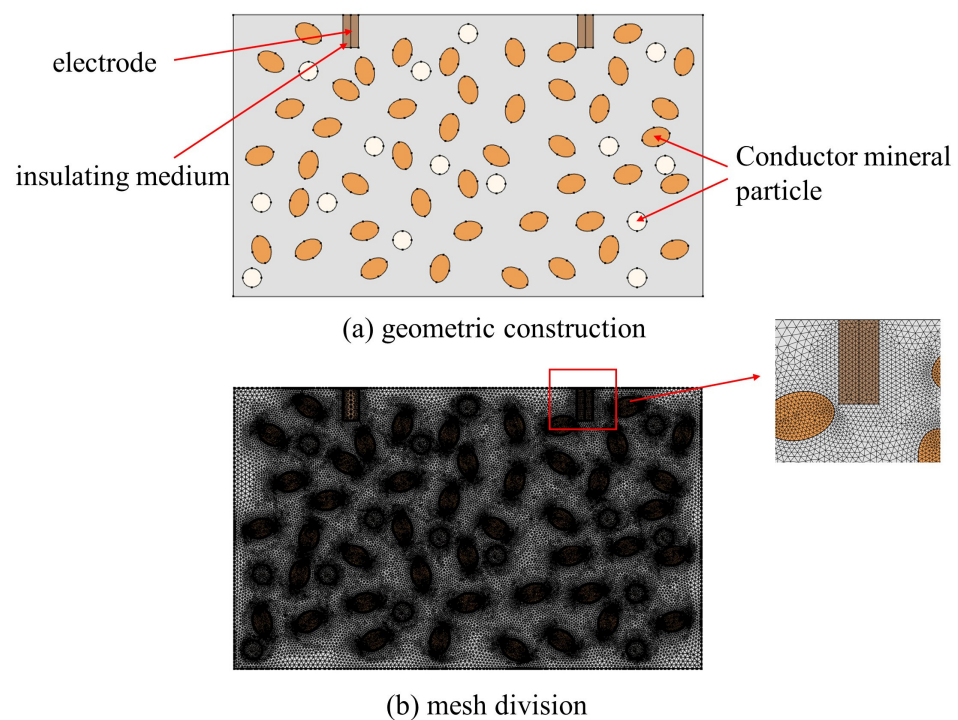 electrode
insulating medium
Conductor mineral
particle
(a) geometric construction
(b) mesh division